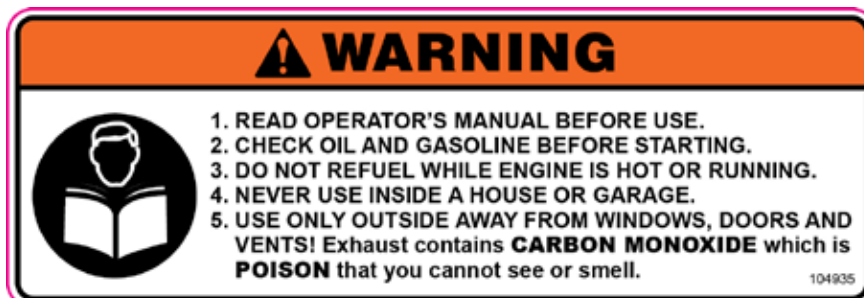 WARNING
1. READ OPERATOR'S MANUAL BEFORE USE.
2. CHECK OIL AND GASOLINE BEFORE STARTING.
3. DO NOT REFUEL WHILE ENGINE IS HOT OR RUNNING.
4. NEVER USE INSIDE A HOUSE OR GARAGE.
5. USE ONLY OUTSIDE AWAY FROM WINDOWS, DOORS AND
VENTS! Exhaust contains CARBON MONOXIDE which is
POISON that you cannot see or smell.
104935